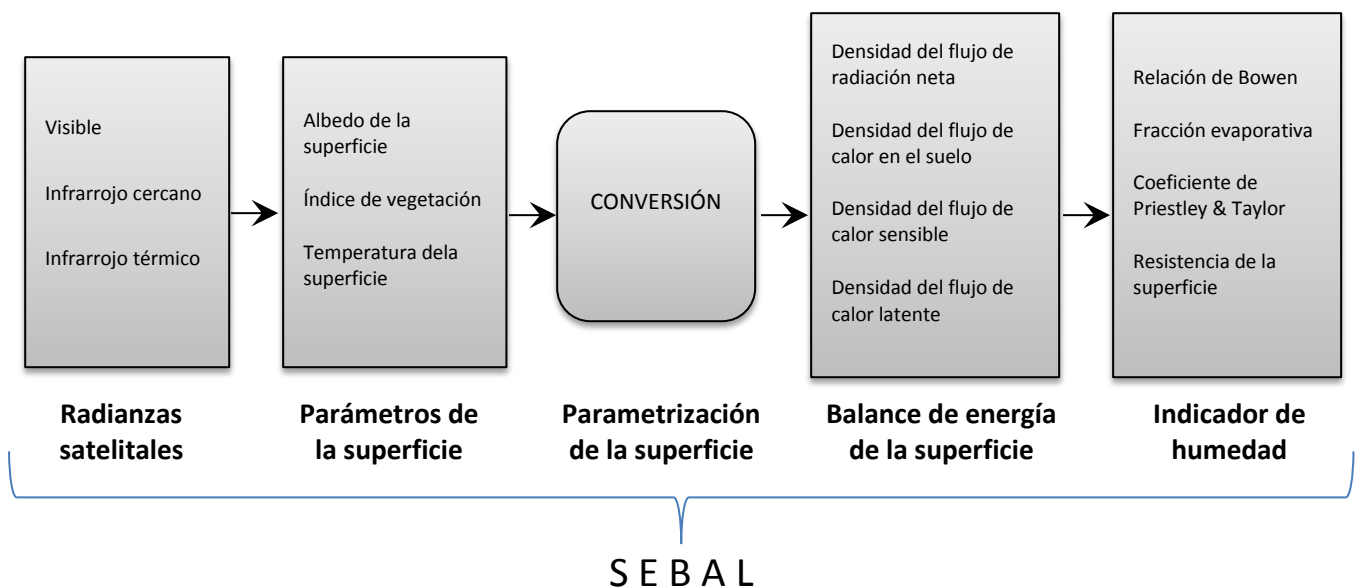 Visible
Infrarrojo cercano
Infrarrojo térmico
Radianzas
satelitales
Albedo de la
superficie
Índice de vegetación
Temperatura dela
superficie
Parámetros de
la superficie
CONVERSIÓN
Parametrización
de la superficie
Densidad del flujo de
radiación neta
Densidad del flujo de
calor en el suelo
Densidad del flujo de
calor sensible
Densidad del flujo de
calor latente
Balance de energía
de la superficie
Relación de Bowen
Fracción evaporativa
Coeficiente de
Priestley & Taylor
Resistencia de la
superficie
Indicador de
humedad
S E B A L